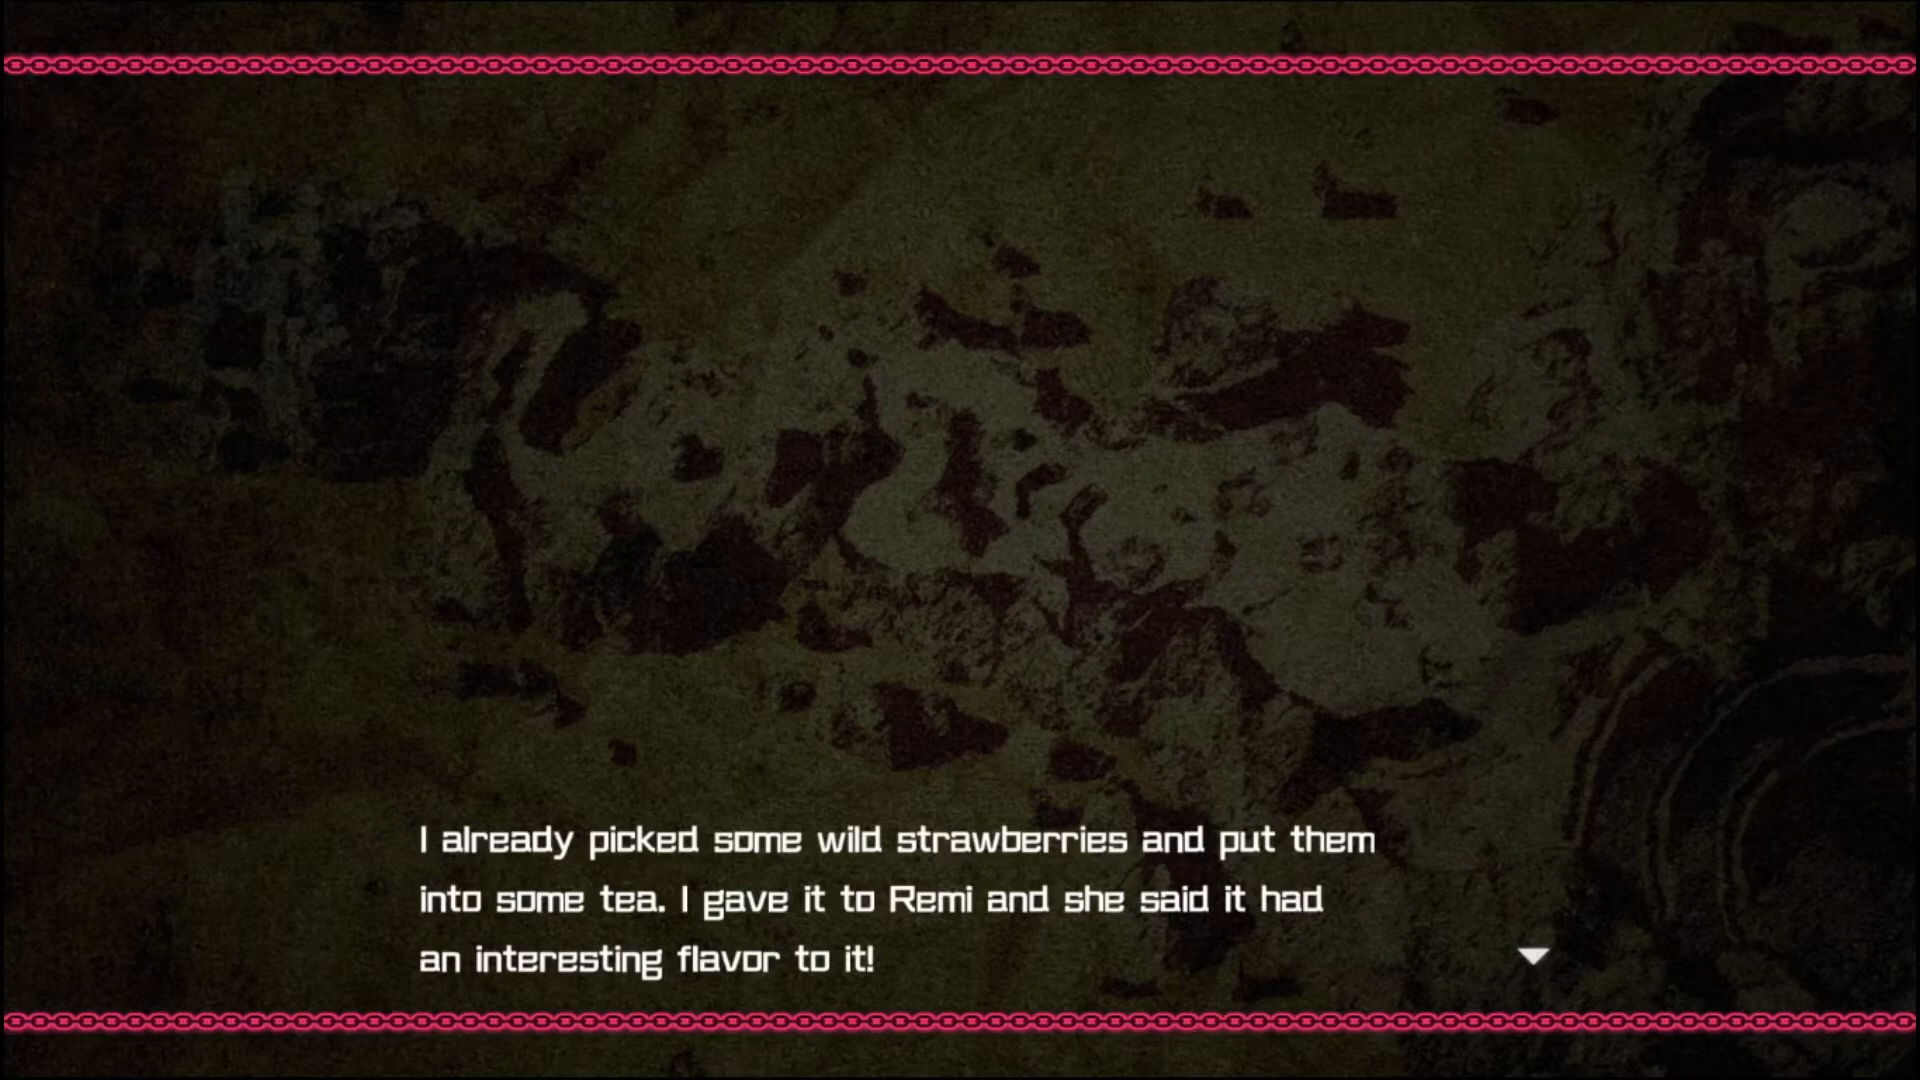 I already picked some wild strawberries and put them
into some tea. I gave it to Remi and she said it had
an interesting flavor to it!